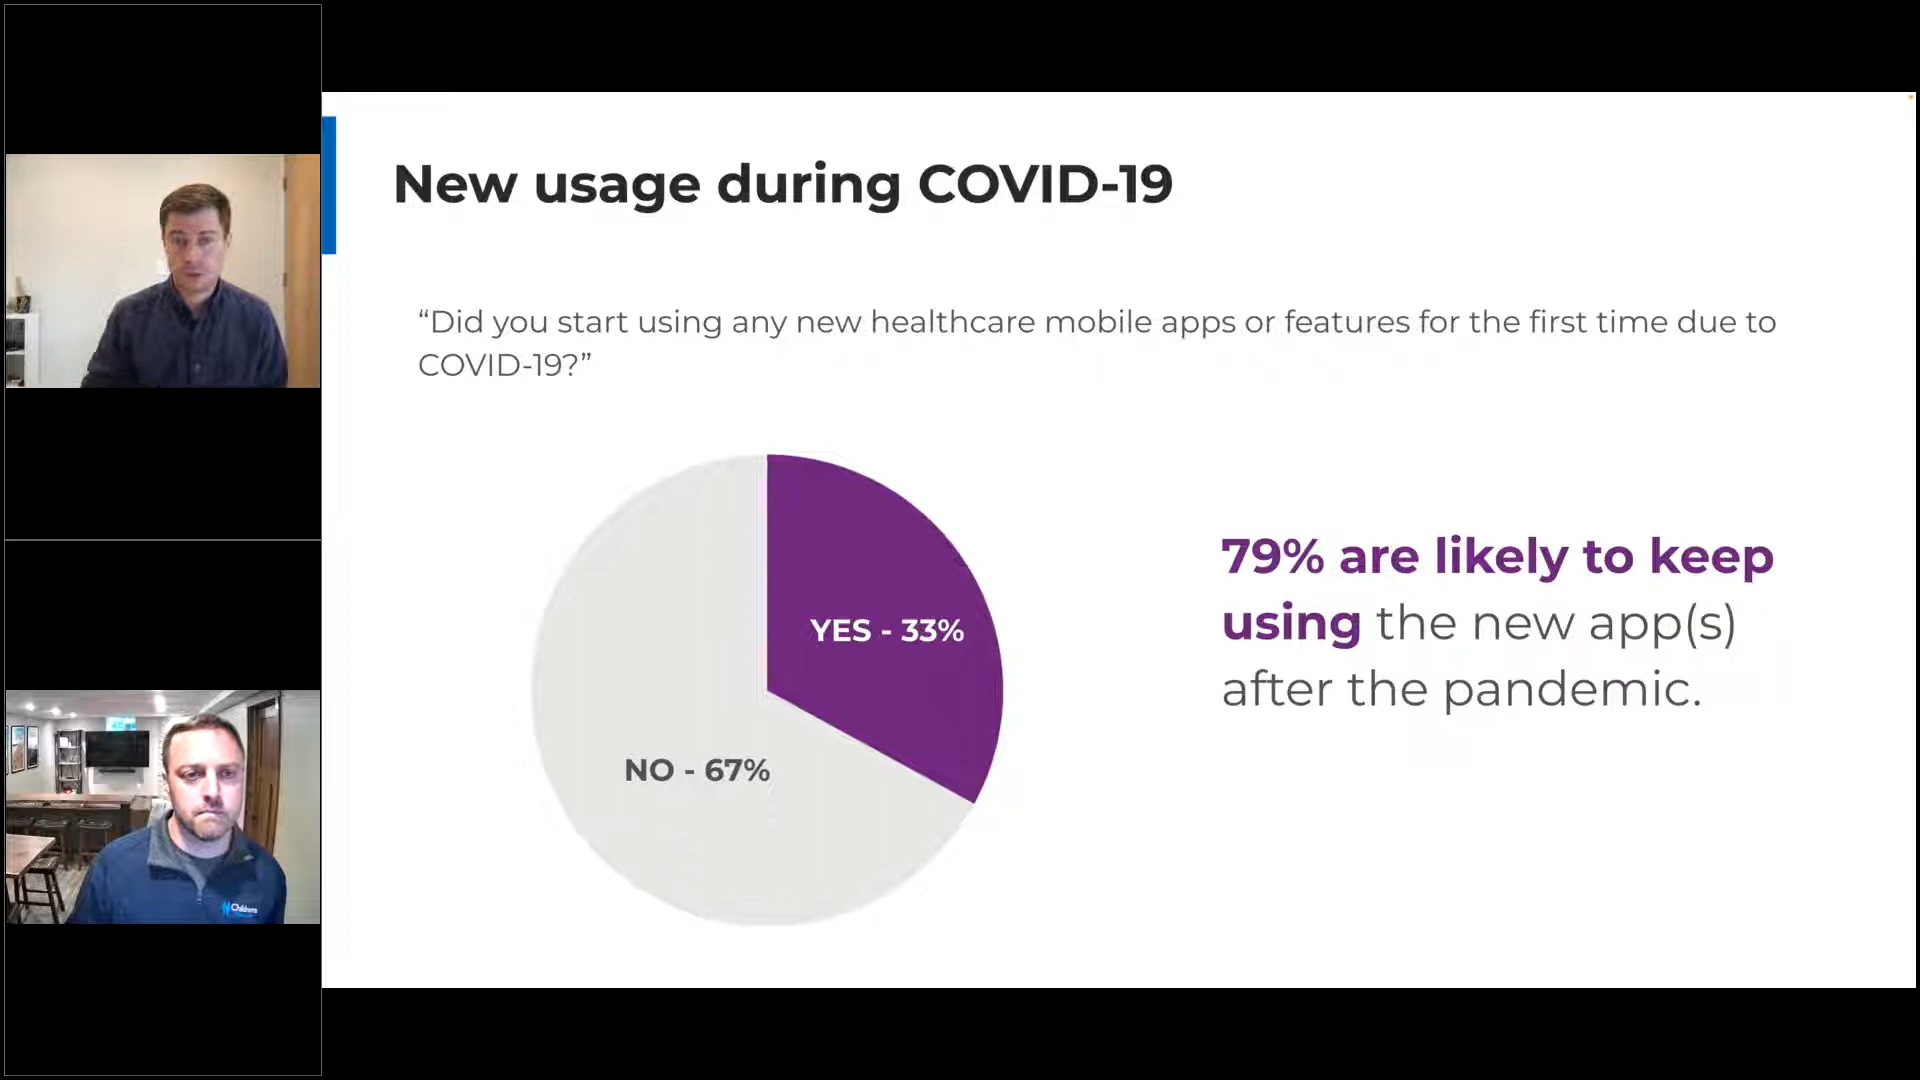 New usage during COVID-19
“Did you start using any new healthcare mobile apps or features for the first time due to
COVID-19?”
YES - 33%
NO - 67%
79% are likely to keep
using the new app(s)
after the pandemic.
Children's